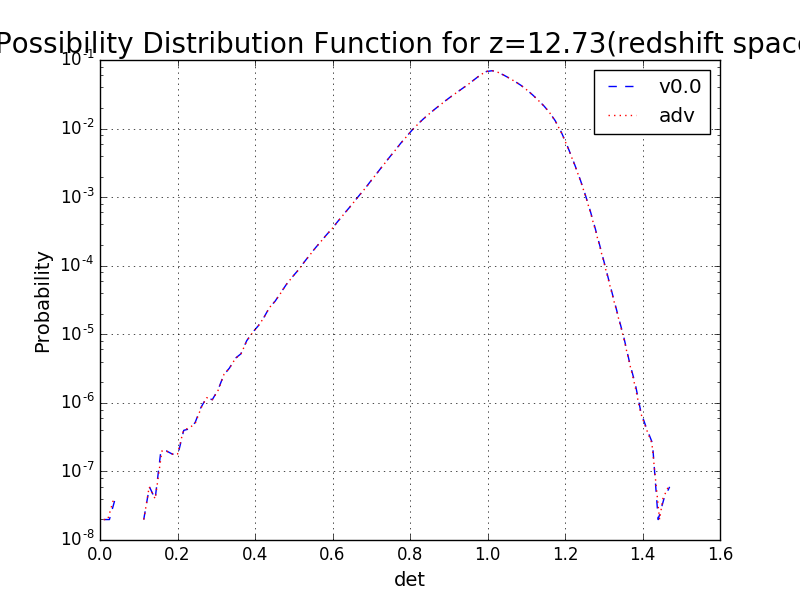 Possibility Distribution Function for z=12.73(redshift space
10^-1
10^-2
10^-3
10^-4
10^-5
10^-6
10^-7
10^-8
Probability
v0.0
adv
0.0 0.2 0.4 0.6 0.8 1.0 1.2 1.4 1.6
det